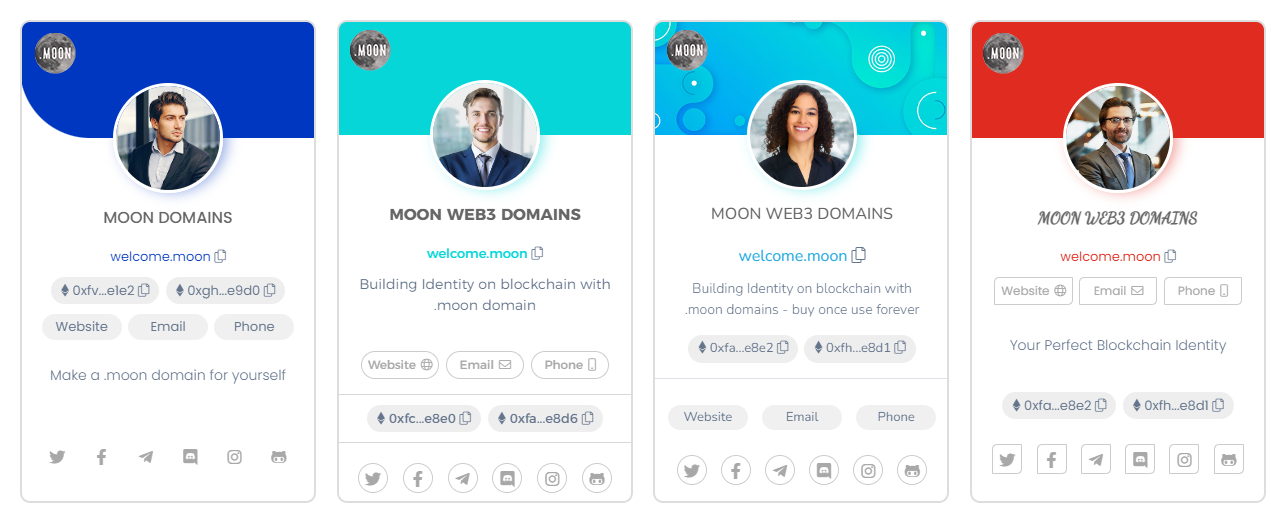 .MOON
MOON DOMAINS
welcome.moon
0xfv...e1e2 0xgh...e9d0
Website Email Phone
Make a .moon domain for yourself
.MOON
MOON WEB3 DOMAINS
welcome.moon
Building Identity on blockchain with
.moon domain
Website Email Phone
0xfc...e8e0 0xfa...e8d6
.MOON
MOON WEB3 DOMAINS
welcome.moon
Building Identity on blockchain with
.moon domains - buy once use forever
0xfa...e8e2 0xfh...e8d1
Website Email Phone
.MOON
MOON WEB3 DOMAINS
welcome.moon
Website Email Phone
Your Perfect Blockchain Identity
0xfa...e8e2 0xfh...e8d1